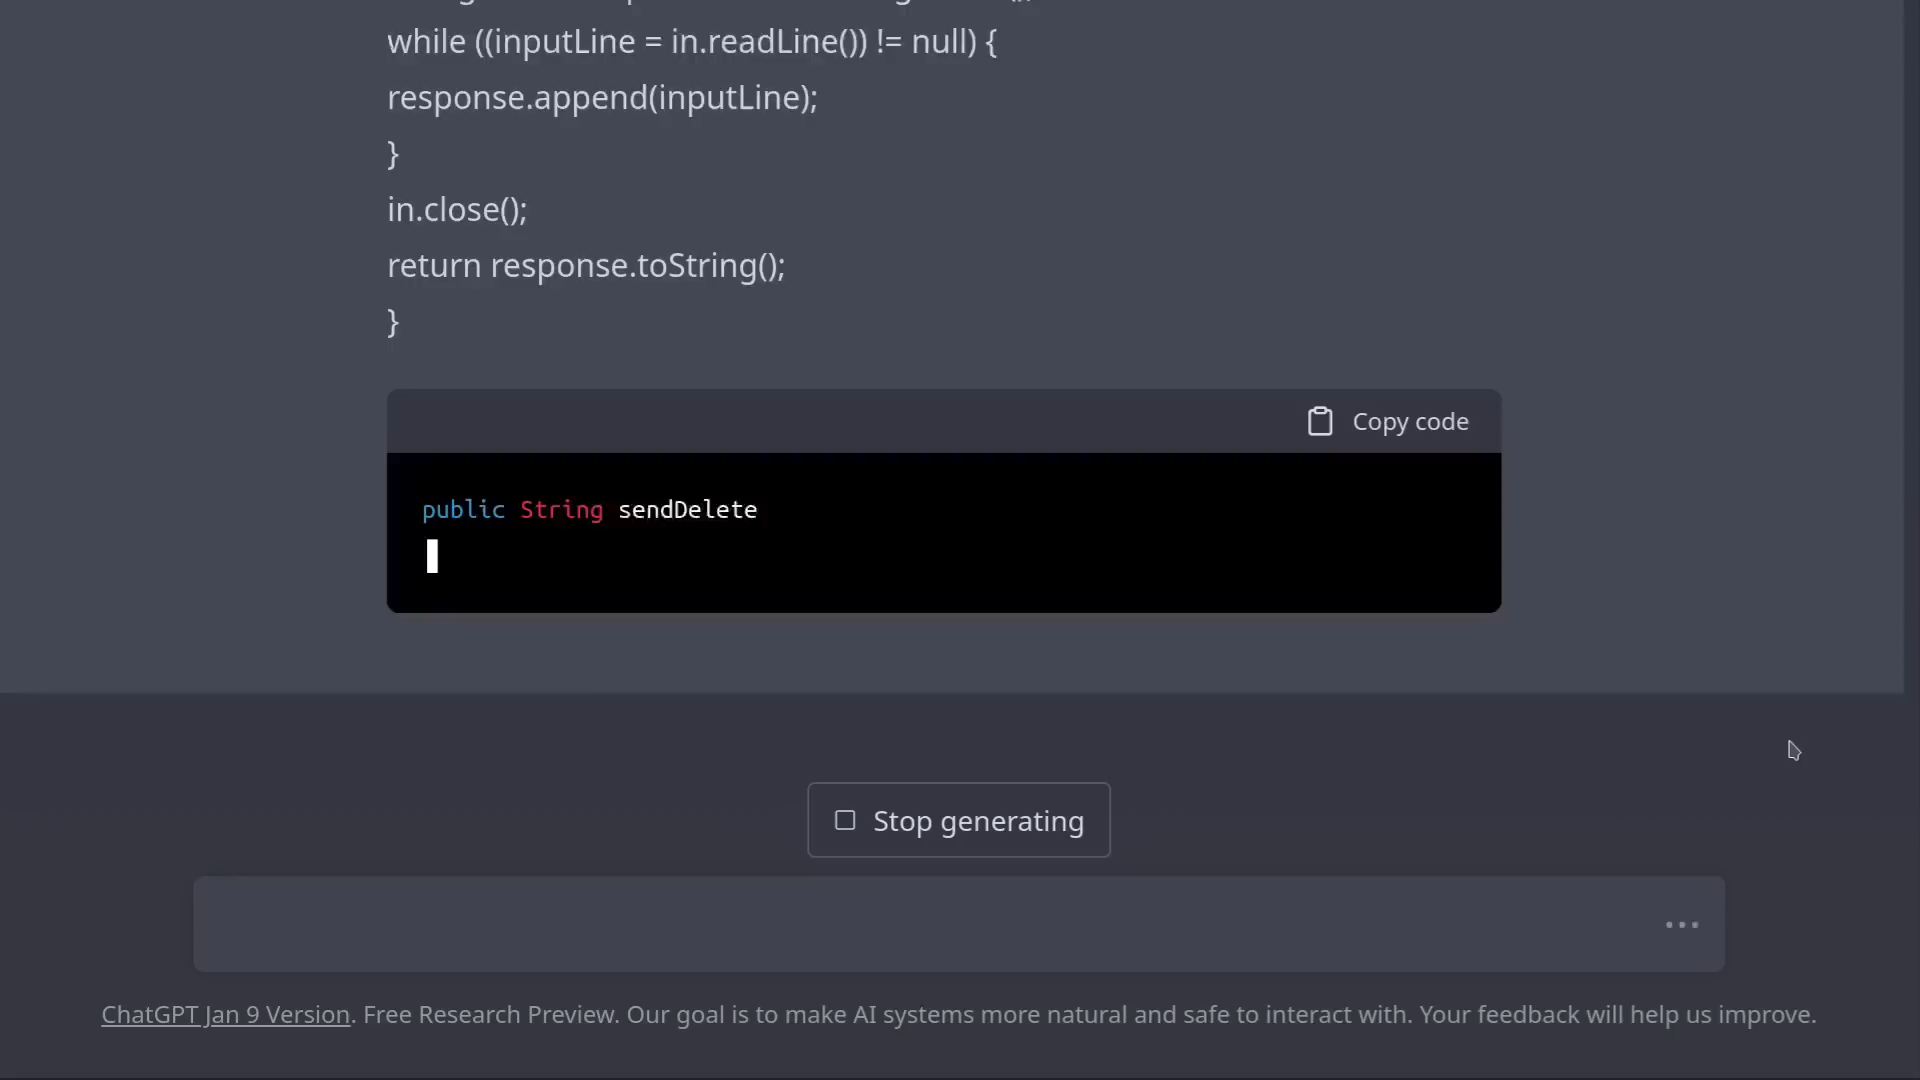 while ((inputLine = in.readLine()) != null) {
response.append(inputLine);
}
in.close();
return response.toString();
}
Copy code
public String sendDelete
Stop generating
ChatGPT Jan 9 Version. Free Research Preview. Our goal is to make AI systems more natural and safe to interact with. Your feedback will help us improve.